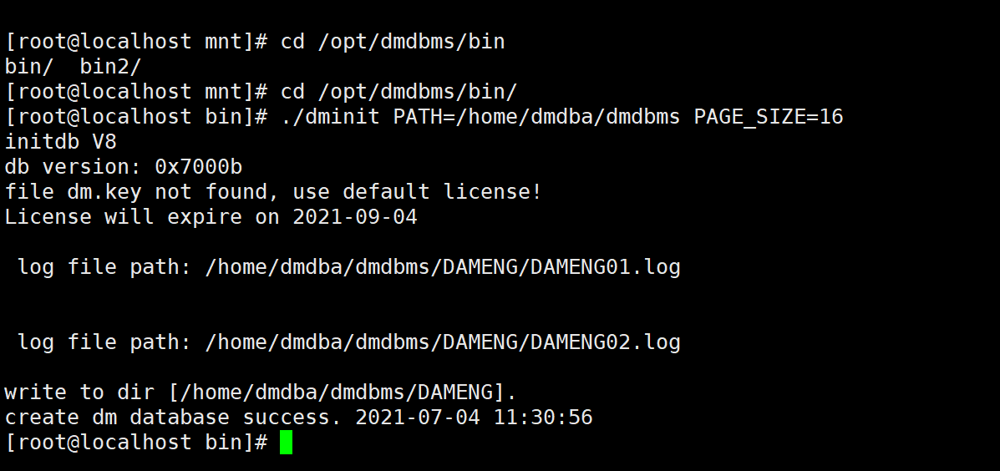 [root@localhost mnt]# cd /opt/dmdbms/bin
bin/  bin2/
[root@localhost mnt]# cd /opt/dmdbms/bin/
[root@localhost bin]# ./dminit PATH=/home/dmdba/dmdbms PAGE_SIZE=16
initdb V8
db version: 0x7000b
file dm.key not found, use default license!
License will expire on 2021-09-04
 log file path: /home/dmdba/dmdbms/DAMENG/DAMENG01.log
 log file path: /home/dmdba/dmdbms/DAMENG/DAMENG02.log
write to dir [/home/dmdba/dmdbms/DAMENG].
create dm database success. 2021-07-04 11:30:56
[root@localhost bin]#